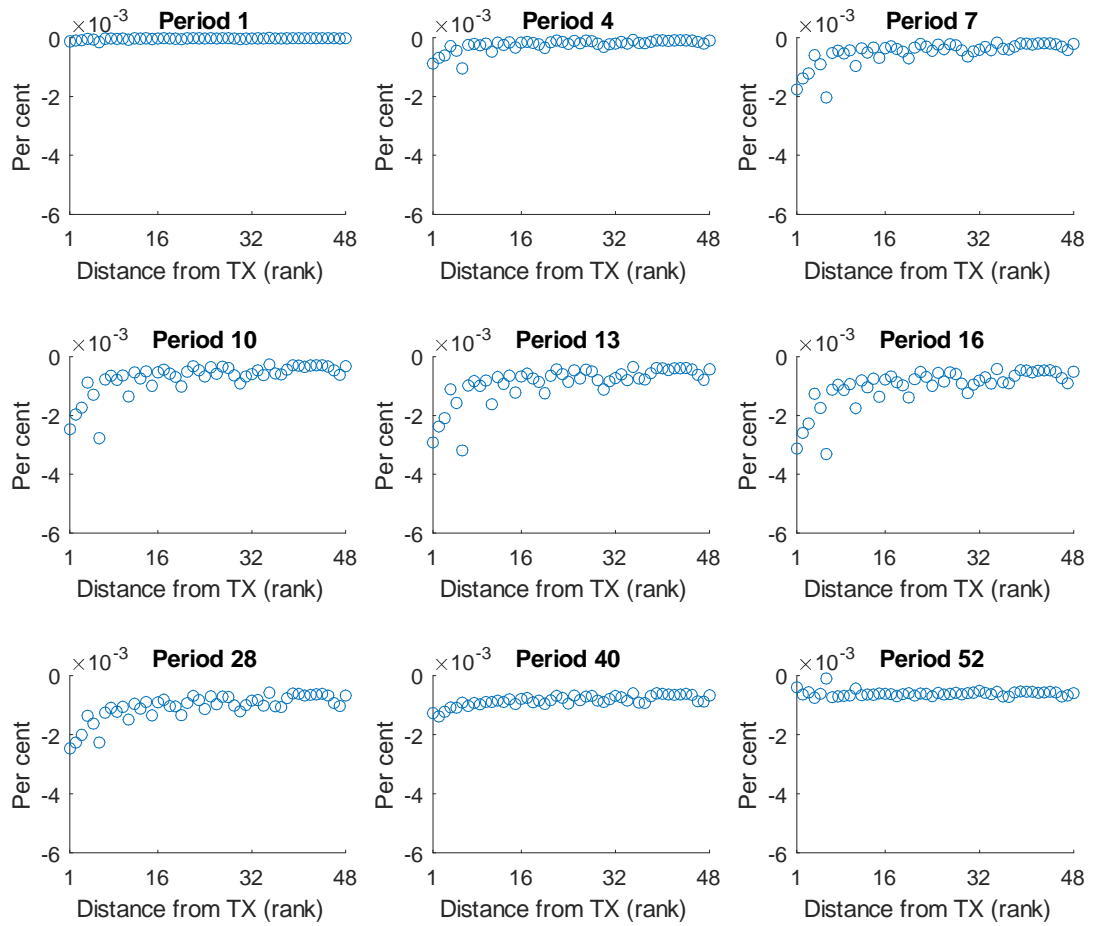 ×10⁻³ Period 1
0
-2
-4
-6
Per cent
1 16 32 48
Distance from TX (rank)
×10⁻³ Period 4
0
-2
-4
-6
Per cent
1 16 32 48
Distance from TX (rank)
×10⁻³ Period 7
0
-2
-4
-6
Per cent
1 16 32 48
Distance from TX (rank)
×10⁻³ Period 10
0
-2
-4
-6
Per cent
1 16 32 48
Distance from TX (rank)
×10⁻³ Period 13
0
-2
-4
-6
Per cent
1 16 32 48
Distance from TX (rank)
×10⁻³ Period 16
0
-2
-4
-6
Per cent
1 16 32 48
Distance from TX (rank)
×10⁻³ Period 28
0
-2
-4
-6
Per cent
1 16 32 48
Distance from TX (rank)
×10⁻³ Period 40
0
-2
-4
-6
Per cent
1 16 32 48
Distance from TX (rank)
×10⁻³ Period 52
0
-2
-4
-6
Per cent
1 16 32 48
Distance from TX (rank)